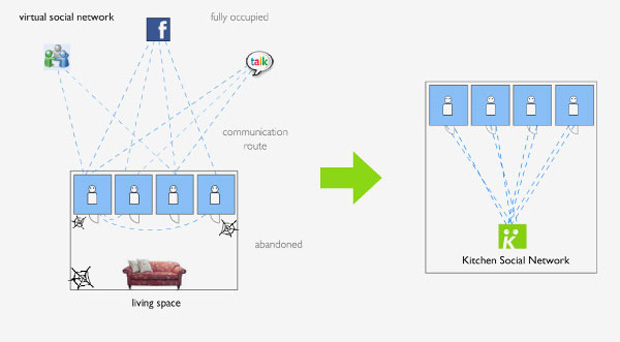 virtual social network
fully occupied
f
talk
communication
route
abandoned
living space
K
Kitchen Social Network